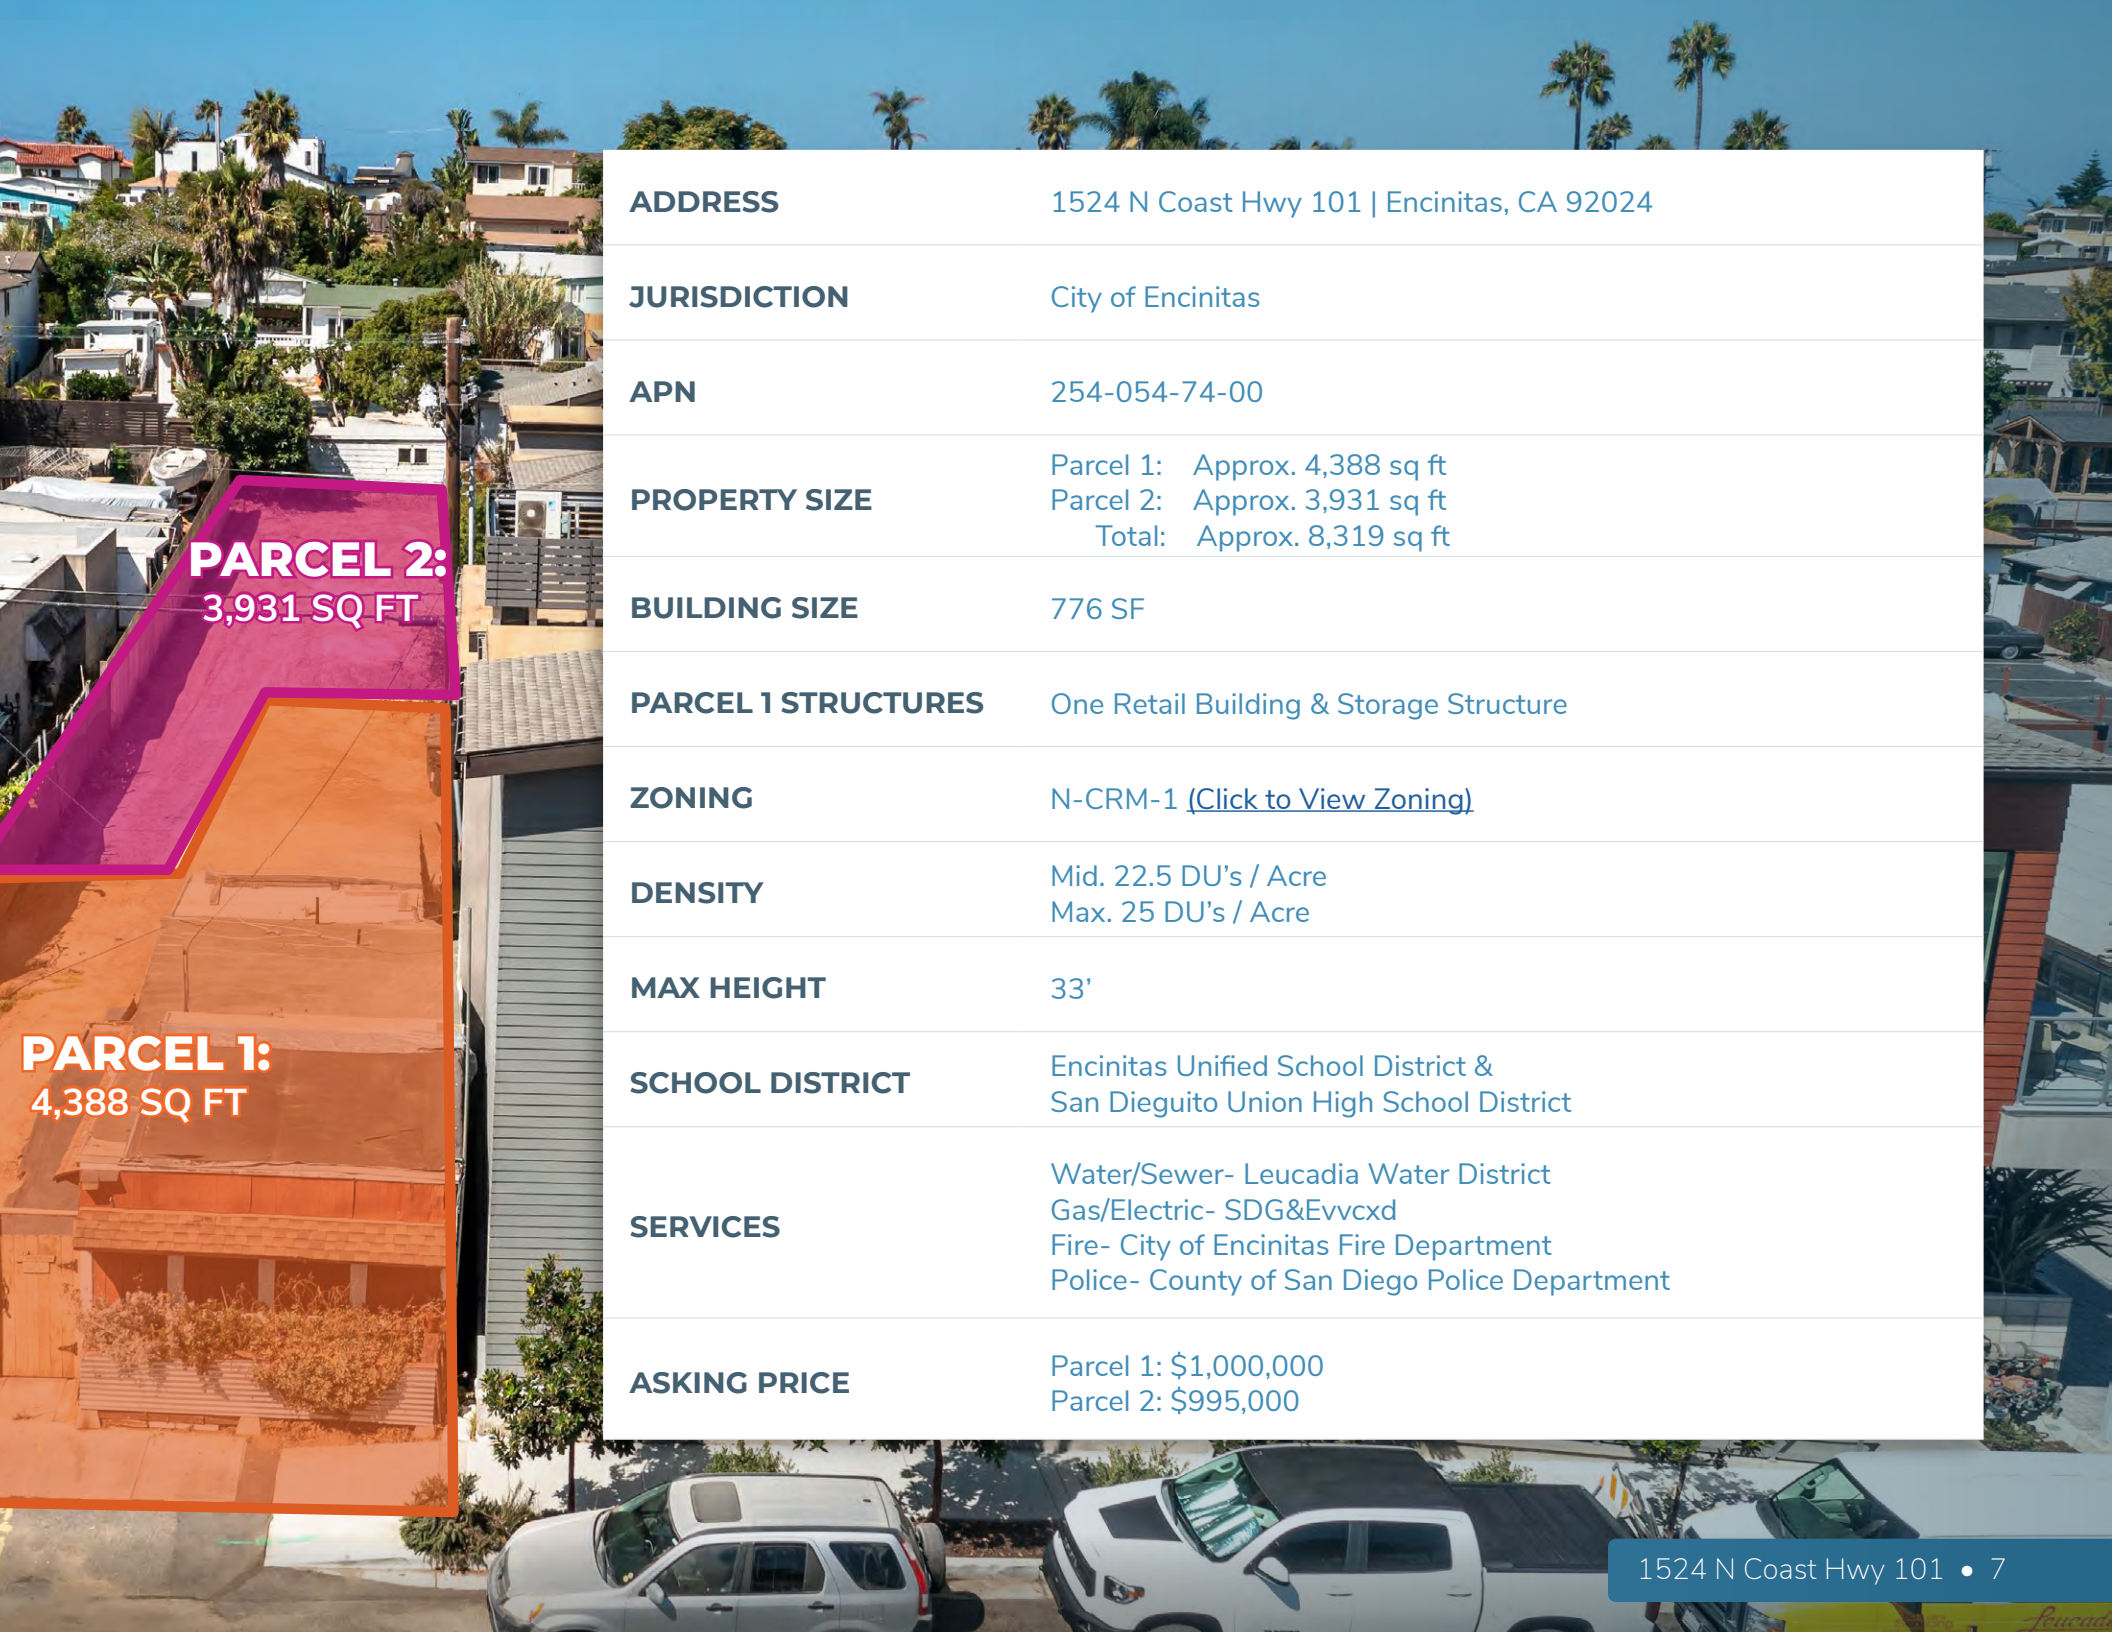 ADDRESS
1524 N Coast Hwy 101 | Encinitas, CA 92024
JURISDICTION
City of Encinitas
APN
254-054-74-00
PROPERTY SIZE
Parcel 1: Approx. 4,388 sq ft
Parcel 2: Approx. 3,931 sq ft
Total: Approx. 8,319 sq ft
BUILDING SIZE
776 SF
PARCEL 1 STRUCTURES
One Retail Building & Storage Structure
ZONING
N-CRM-1 (Click to View Zoning)
DENSITY
Mid. 22.5 DU's / Acre
Max. 25 DU's / Acre
MAX HEIGHT
33'
SCHOOL DISTRICT
Encinitas Unified School District &
San Dieguito Union High School District
SERVICES
Water/Sewer- Leucadia Water District
Gas/Electric- SDG&Evvcxd
Fire- City of Encinitas Fire Department
Police- County of San Diego Police Department
ASKING PRICE
Parcel 1: $1,000,000
Parcel 2: $995,000
PARCEL 2:
3,931 SQ FT
PARCEL 1:
4,388 SQ FT
1524 N Coast Hwy 101 • 7